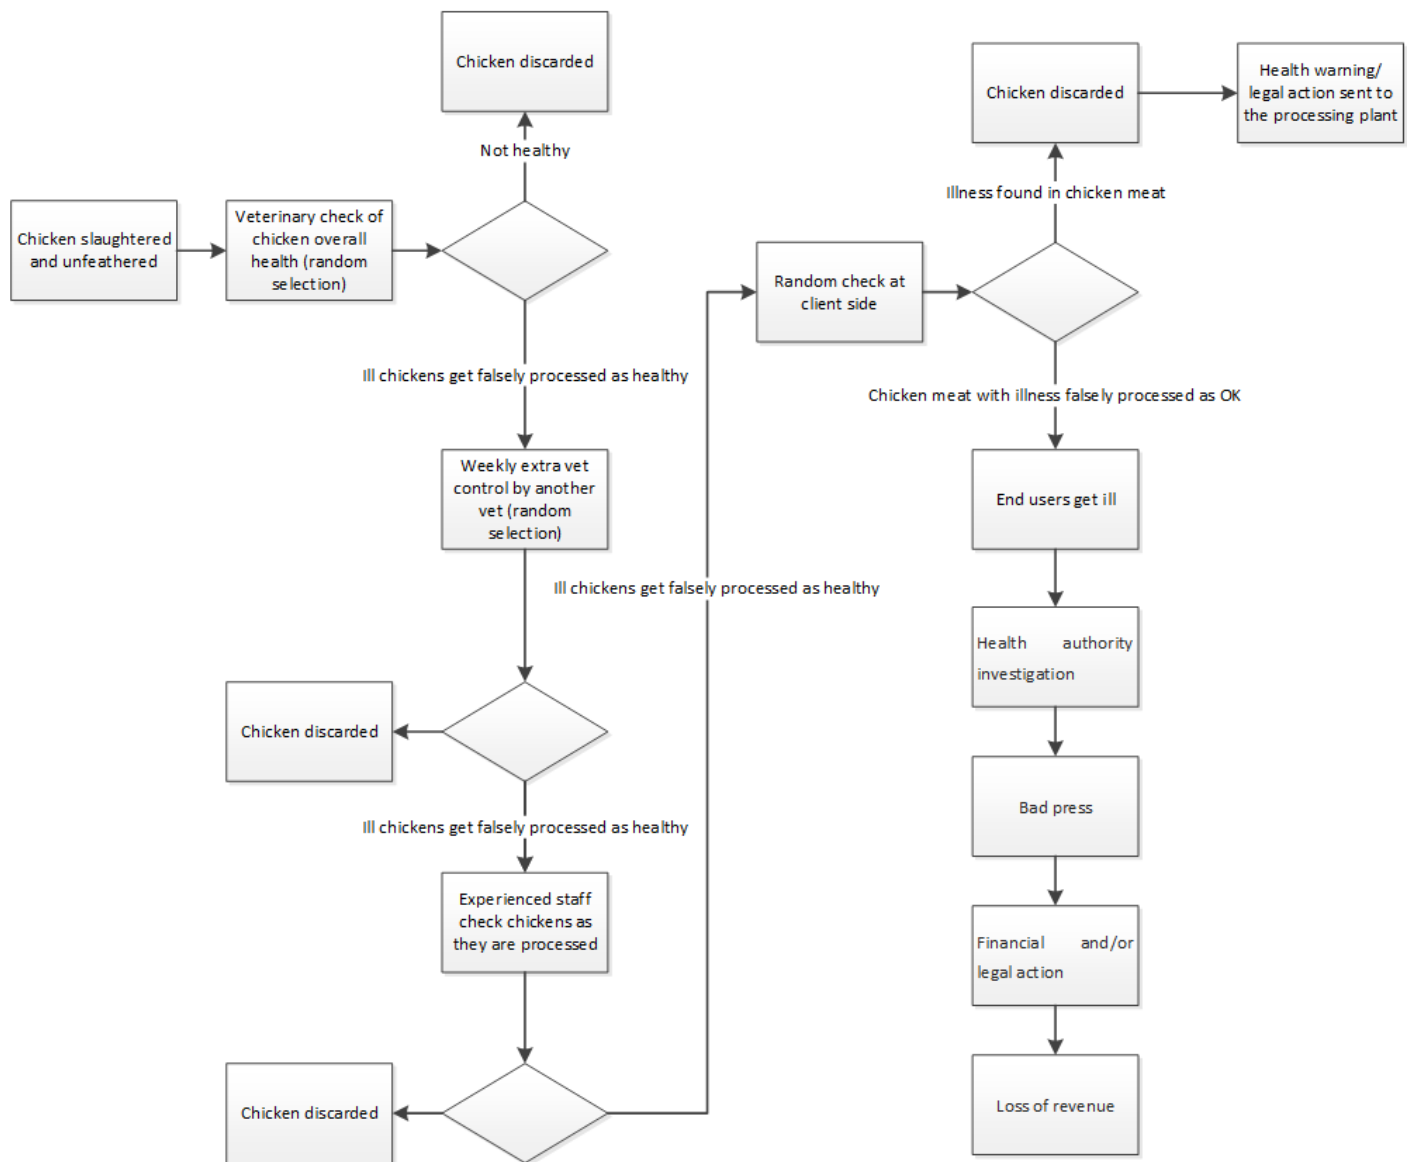 Chicken discarded
Not healthy
Chicken slaughtered
and unfeathered
Veterinary check of
chicken overall
health (random
selection)
Ill chickens get falsely processed as healthy
Weekly extra vet
control by another
vet (random
selection)
Chicken discarded
Ill chickens get falsely processed as healthy
Experienced staff
check chickens as
they are processed
Chicken discarded
Ill chickens get falsely processed as healthy
Random check at
client side
Chicken discarded
Health warning/
legal action sent to
the processing plant
Illness found in chicken meat
Chicken meat with illness falsely processed as OK
End users get ill
Health authority
investigation
Bad press
Financial and/or
legal action
Loss of revenue